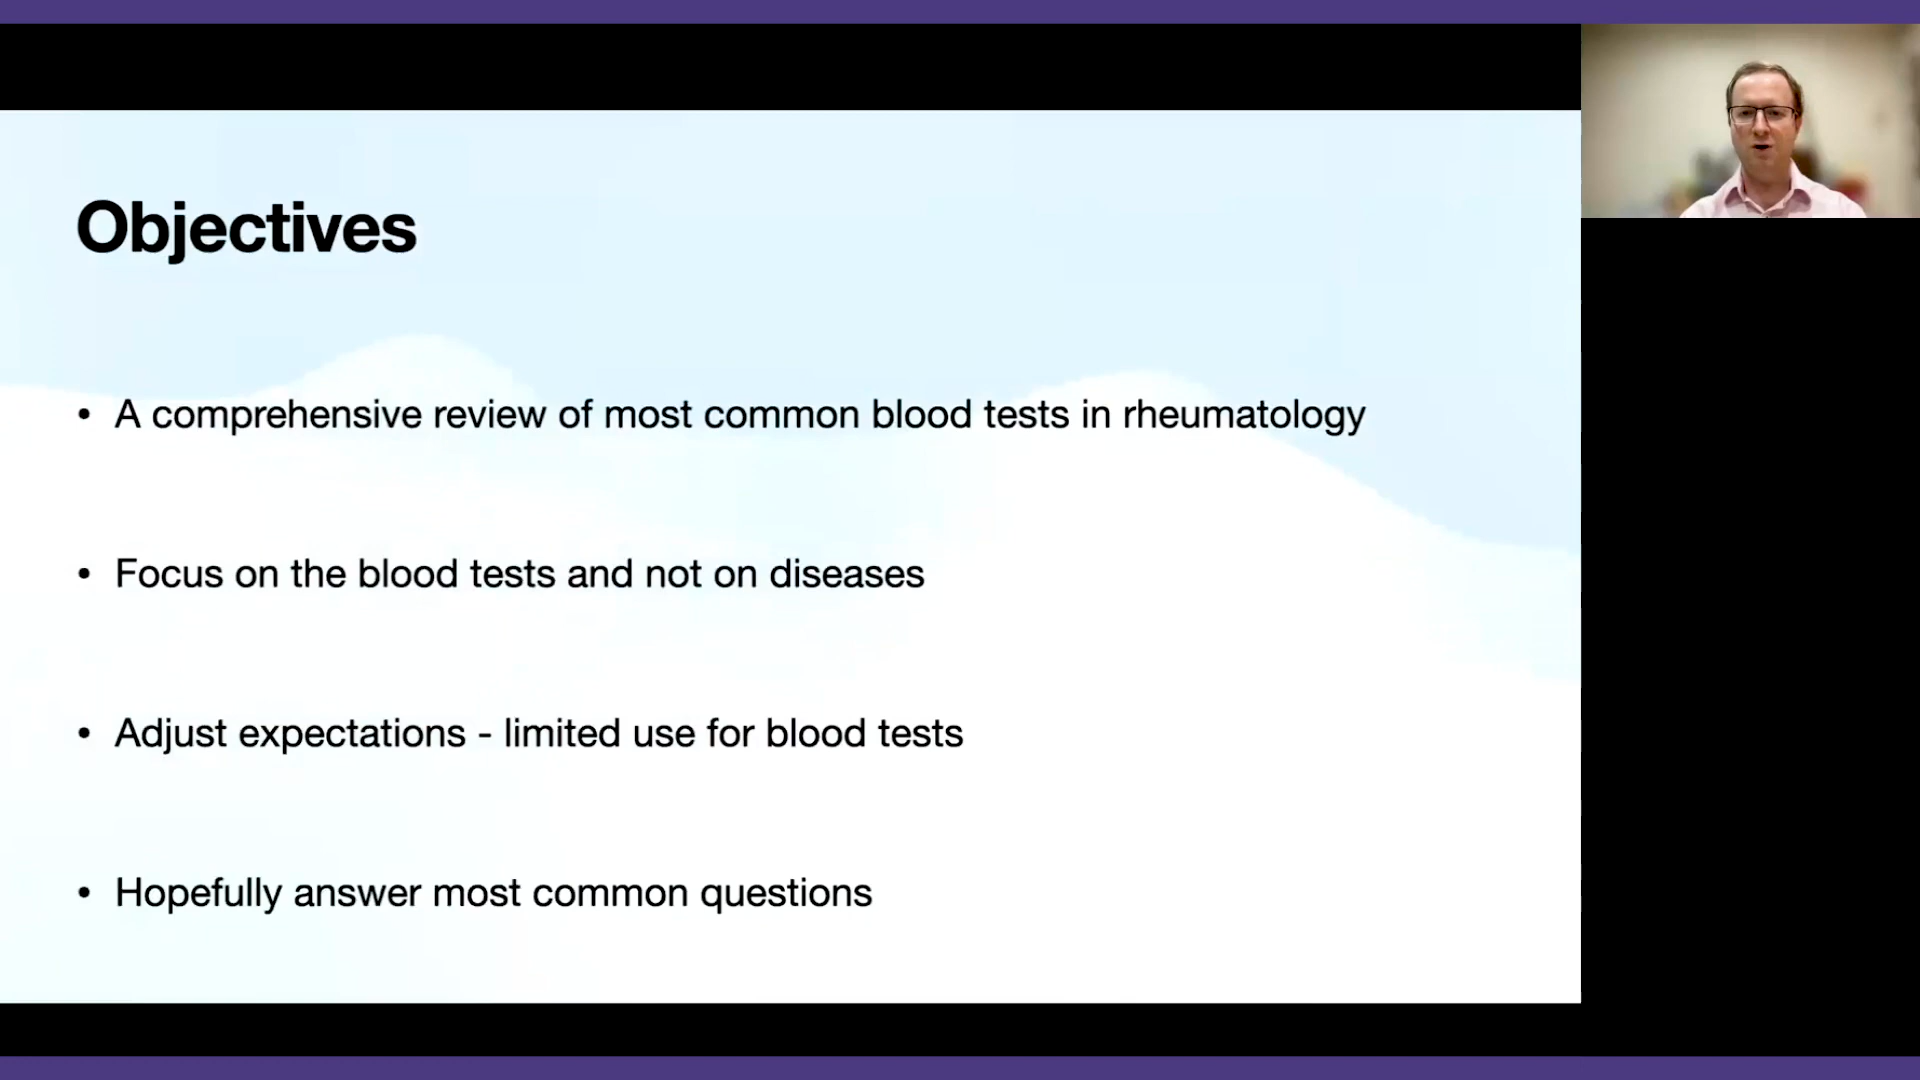 Objectives
• A comprehensive review of most common blood tests in rheumatology
• Focus on the blood tests and not on diseases
• Adjust expectations - limited use for blood tests
• Hopefully answer most common questions